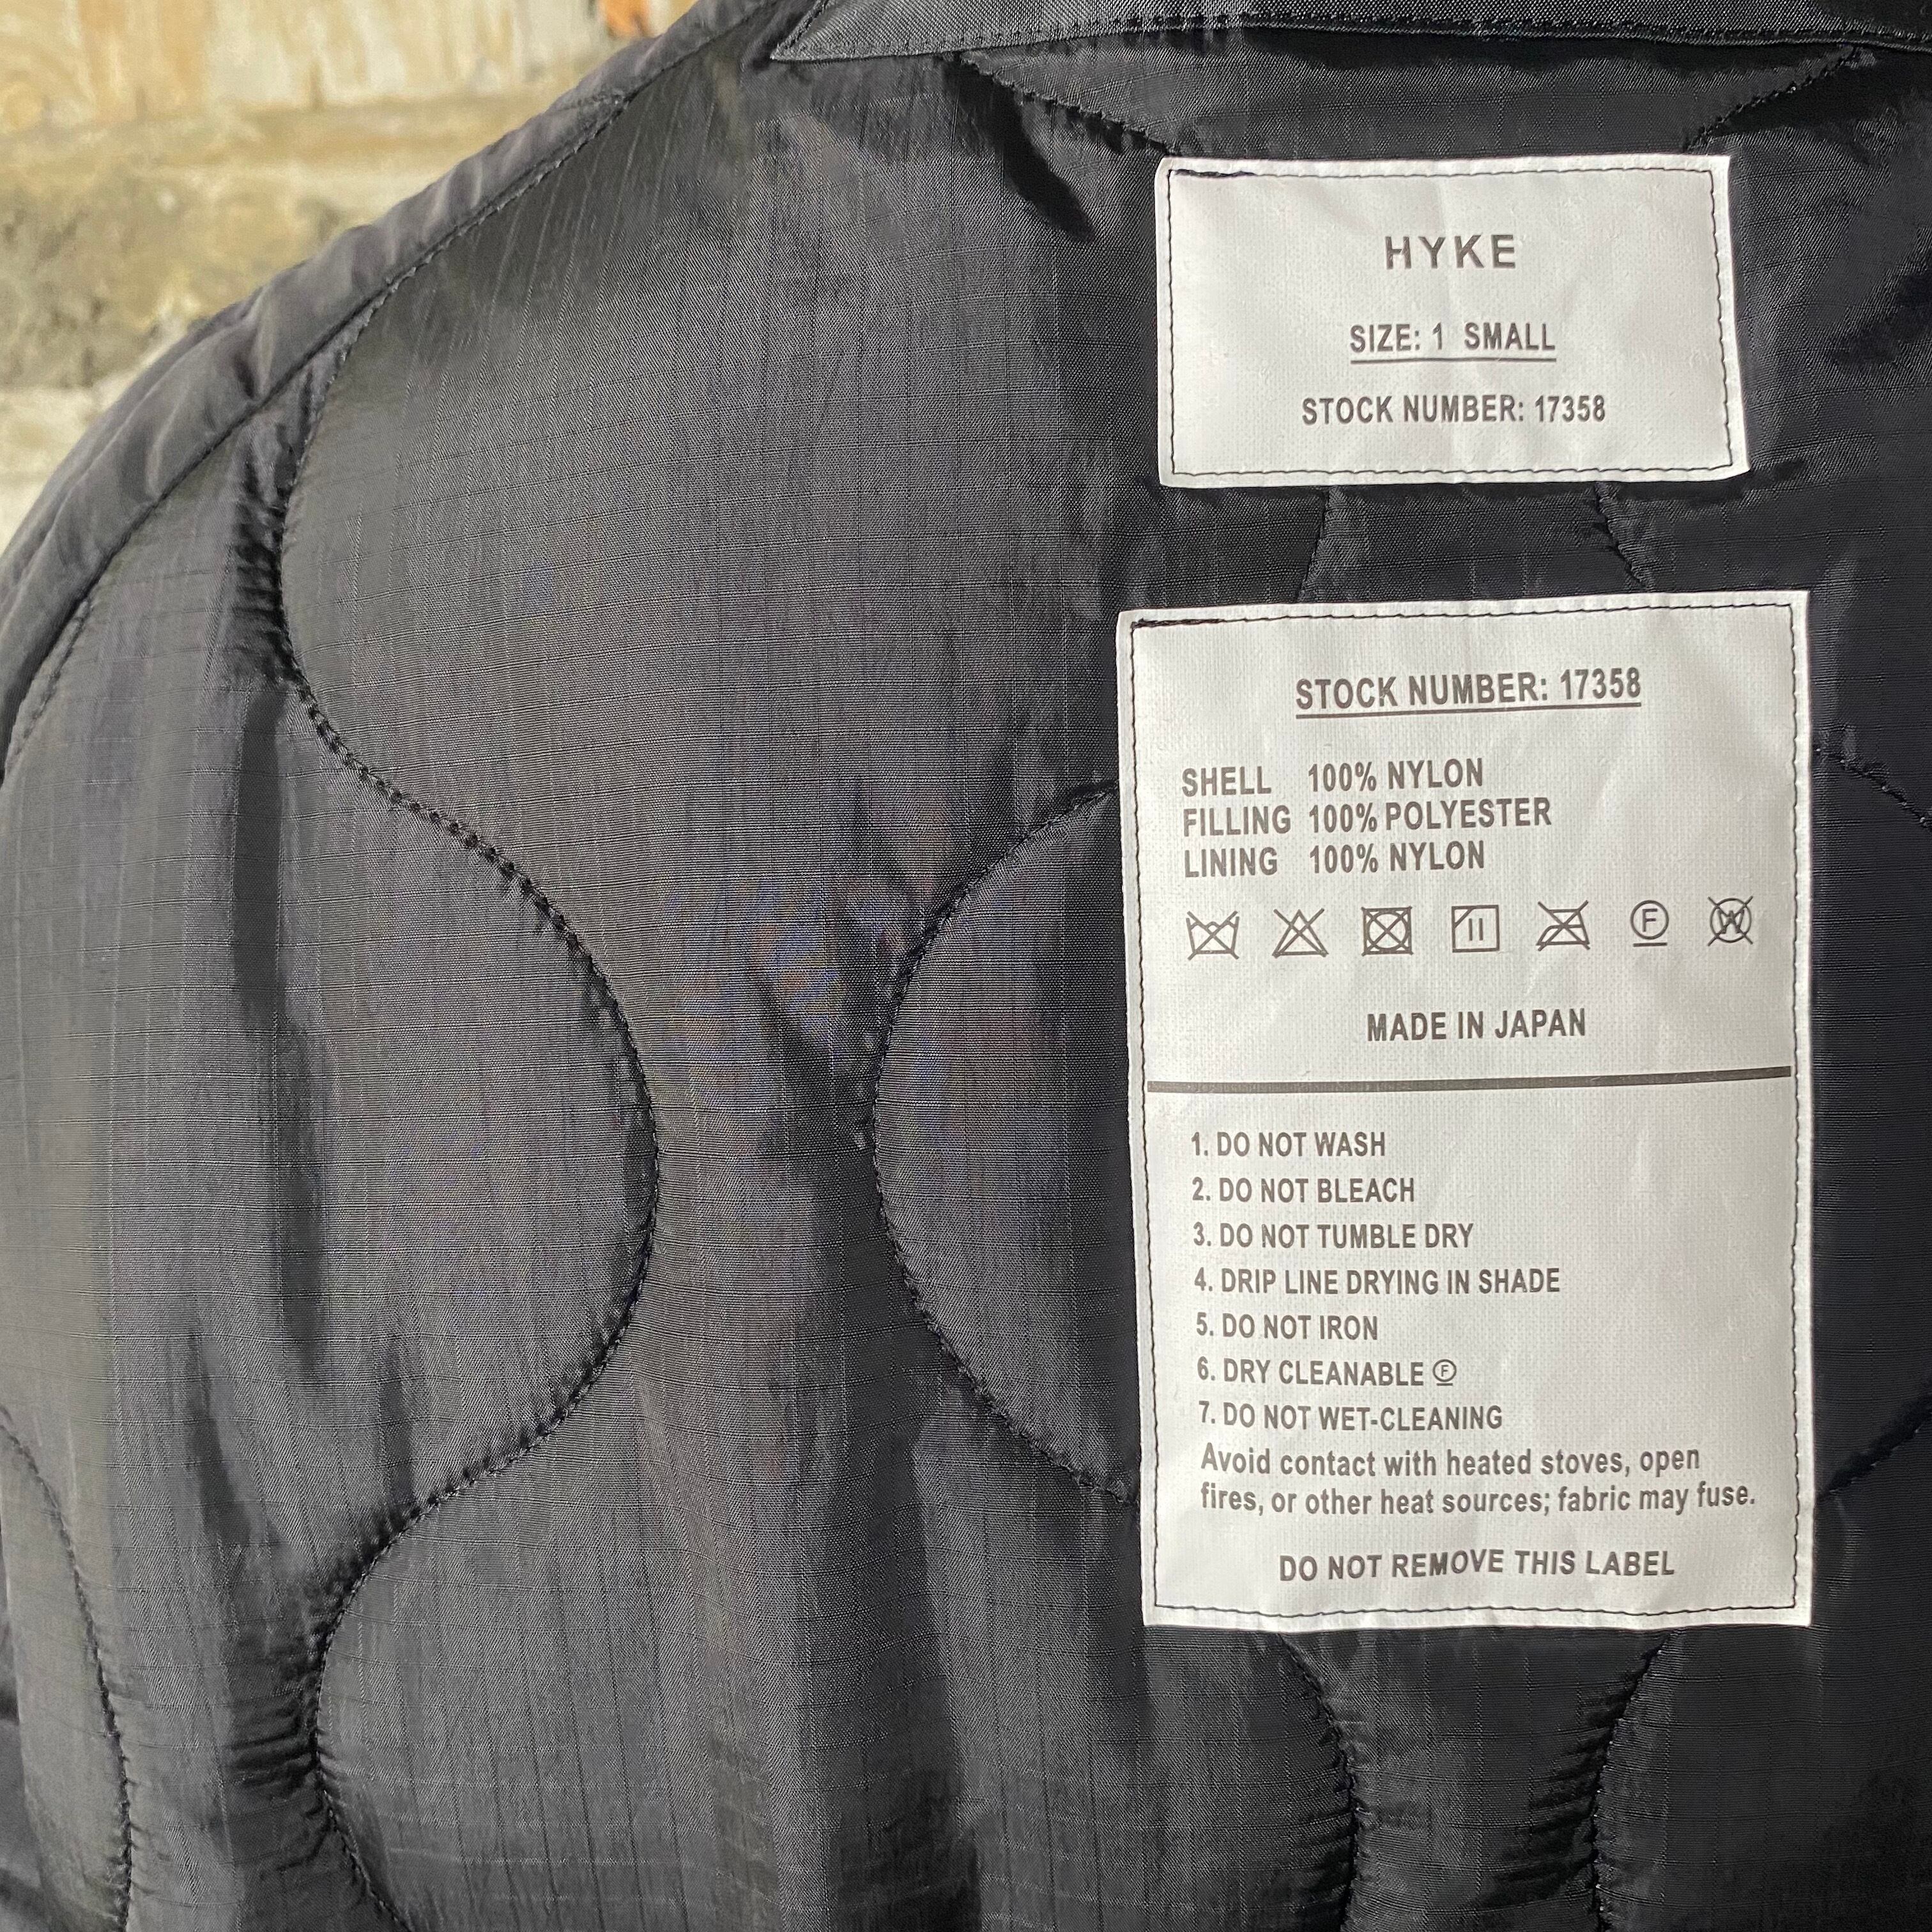 HYKE
SIZE: 1 SMALL
STOCK NUMBER: 17358
STOCK NUMBER: 17358
SHELL 100% NYLON
FILLING 100% POLYESTER
LINING 100% NYLON
F W
MADE IN JAPAN
1. DO NOT WASH
2. DO NOT BLEACH
3. DO NOT TUMBLE DRY
4. DRIP LINE DRYING IN SHADE
5. DO NOT IRON
6. DRY CLEANABLE Ⓕ
7. DO NOT WET-CLEANING
Avoid contact with heated stoves, open
fires, or other heat sources; fabric may fuse.
DO NOT REMOVE THIS LABEL